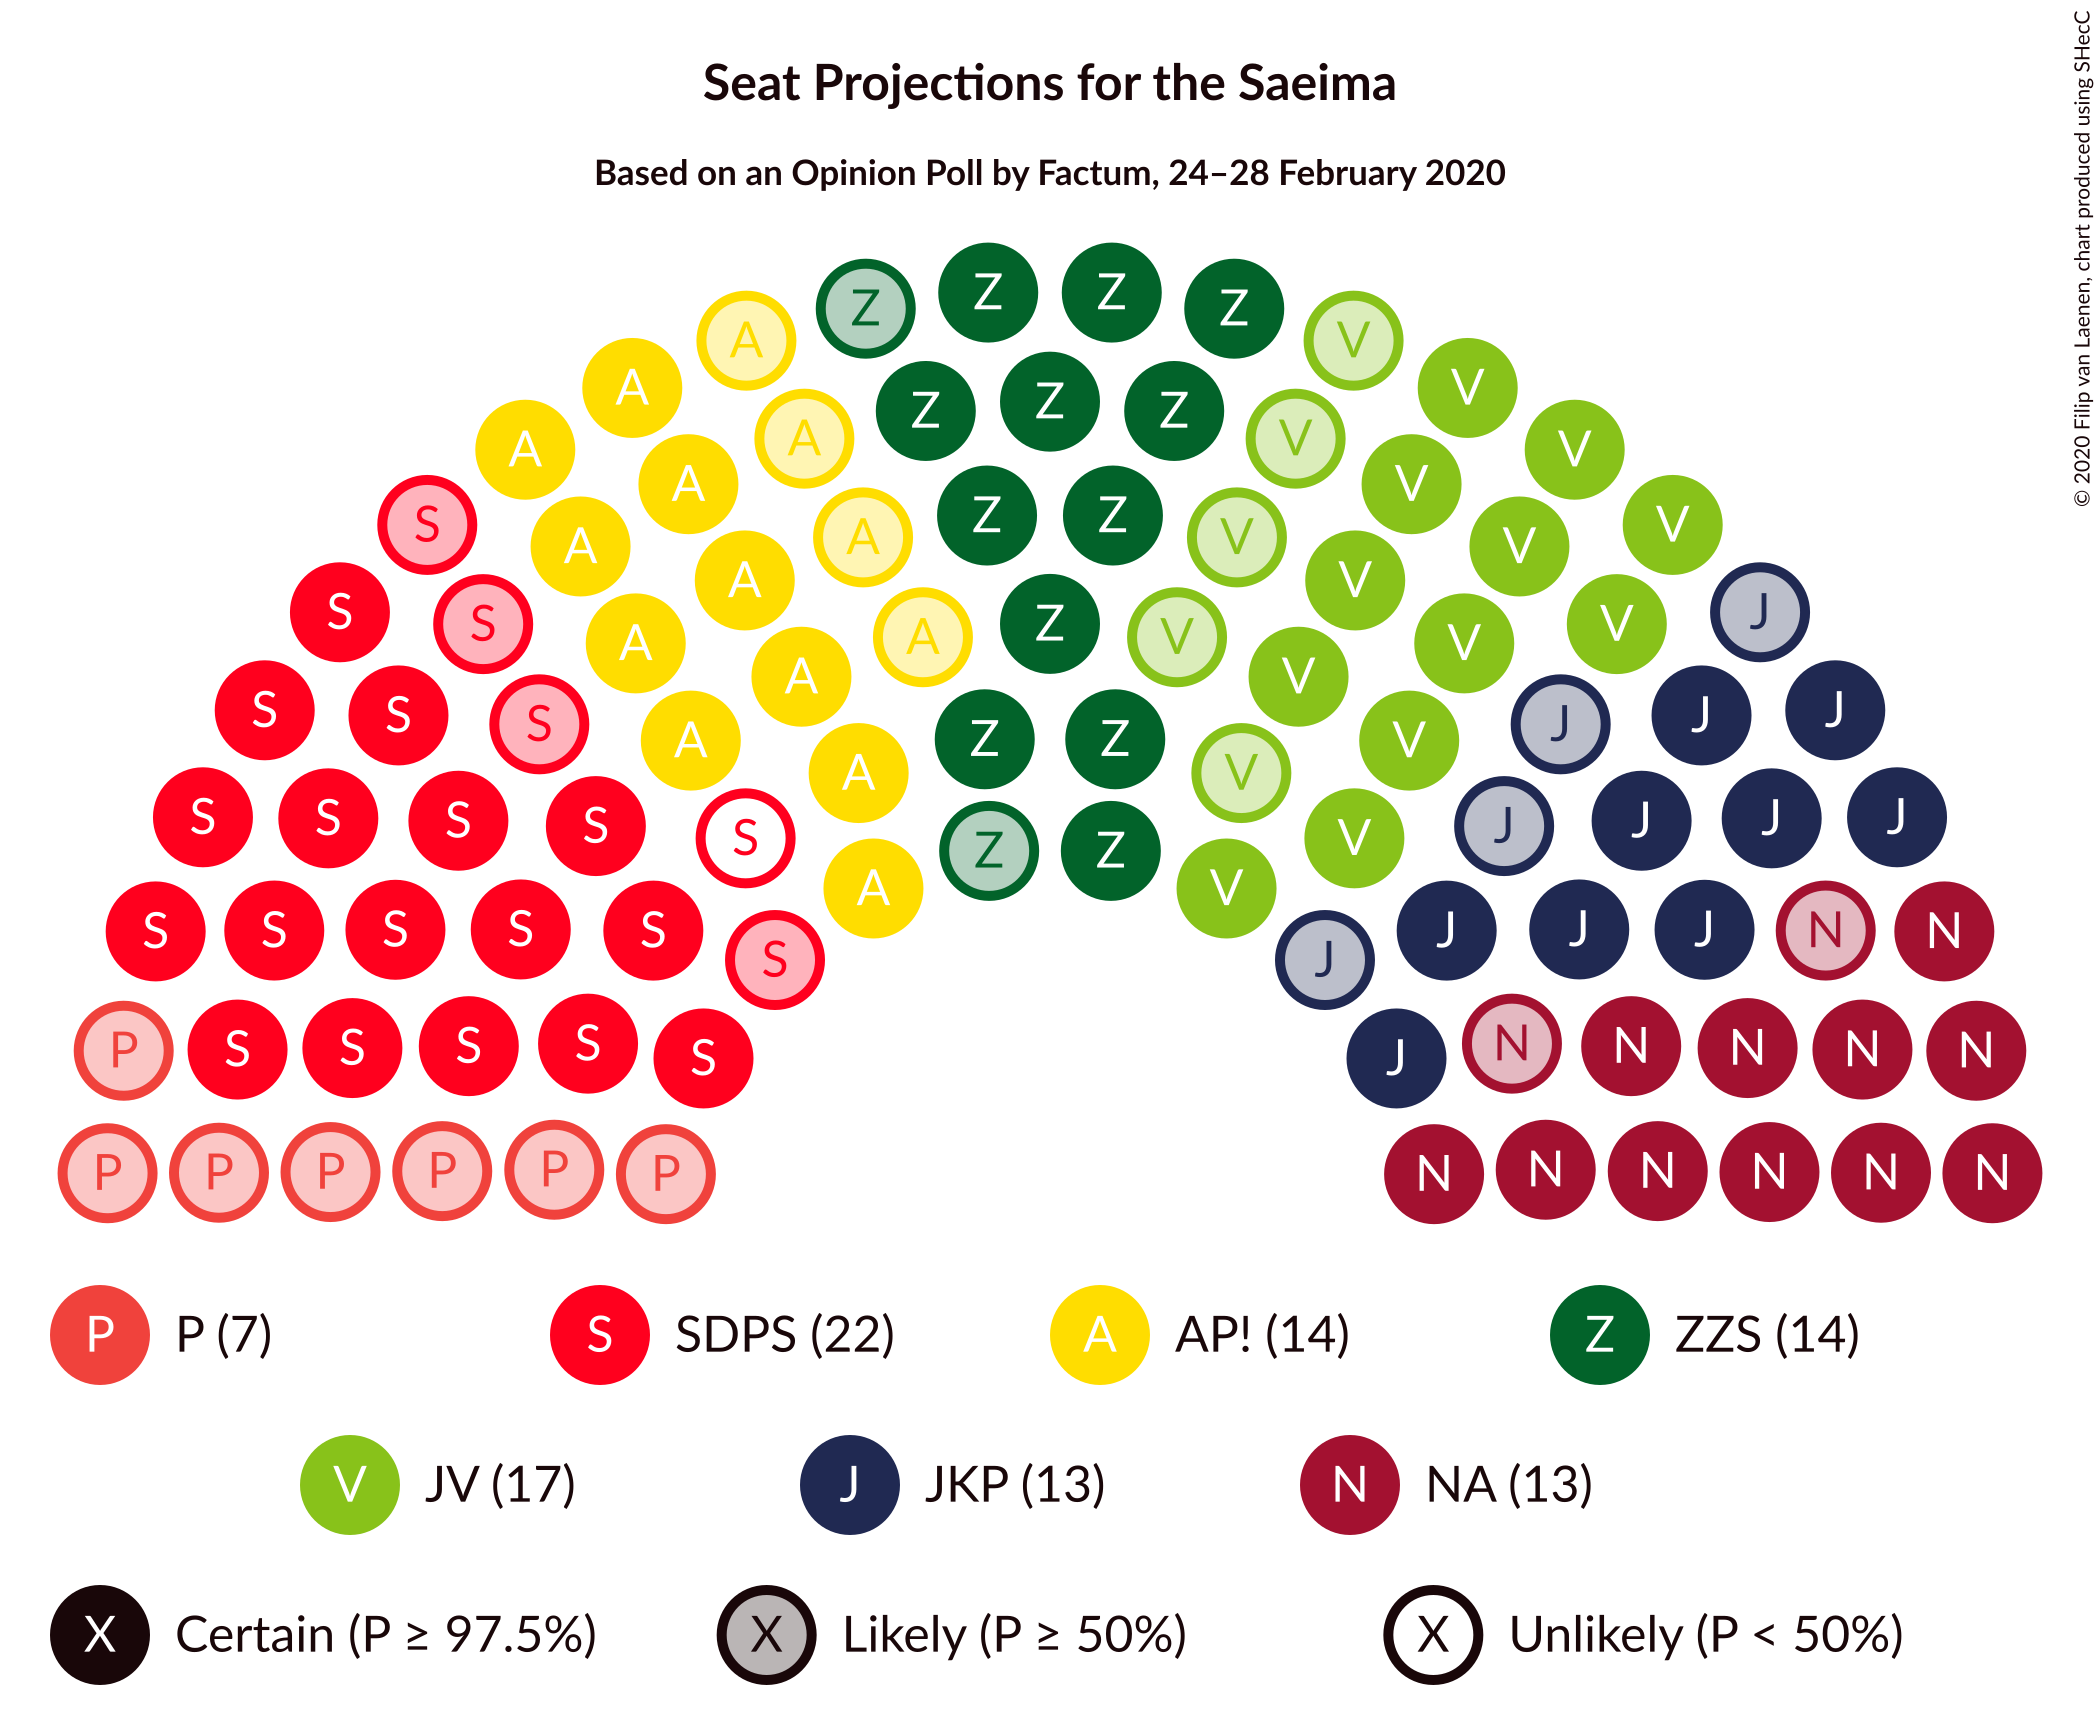 Seat Projections for the Saeima
Based on an Opinion Poll by Factum, 24–28 February 2020
© 2020 Filip van Laenen, chart produced using SHecC
Z Z Z Z
A V
A V
Z Z Z
A V
A V
A V
Z Z
S A V V
A V
A V
S A Z V J
S A V V
A V
S S A V J J
S A Z Z V J
A V
S S S S S A Z Z V V J J J J
S S S S S S A V J J J J N N
P S S S S S J N N N N N
P P P P P P N N N N N N
P P (7) S SDPS (22) A AP! (14) Z ZZS (14)
V JV (17) J JKP (13) N NA (13)
X Certain (P ≥ 97.5%) X Likely (P ≥ 50%) X Unlikely (P < 50%)